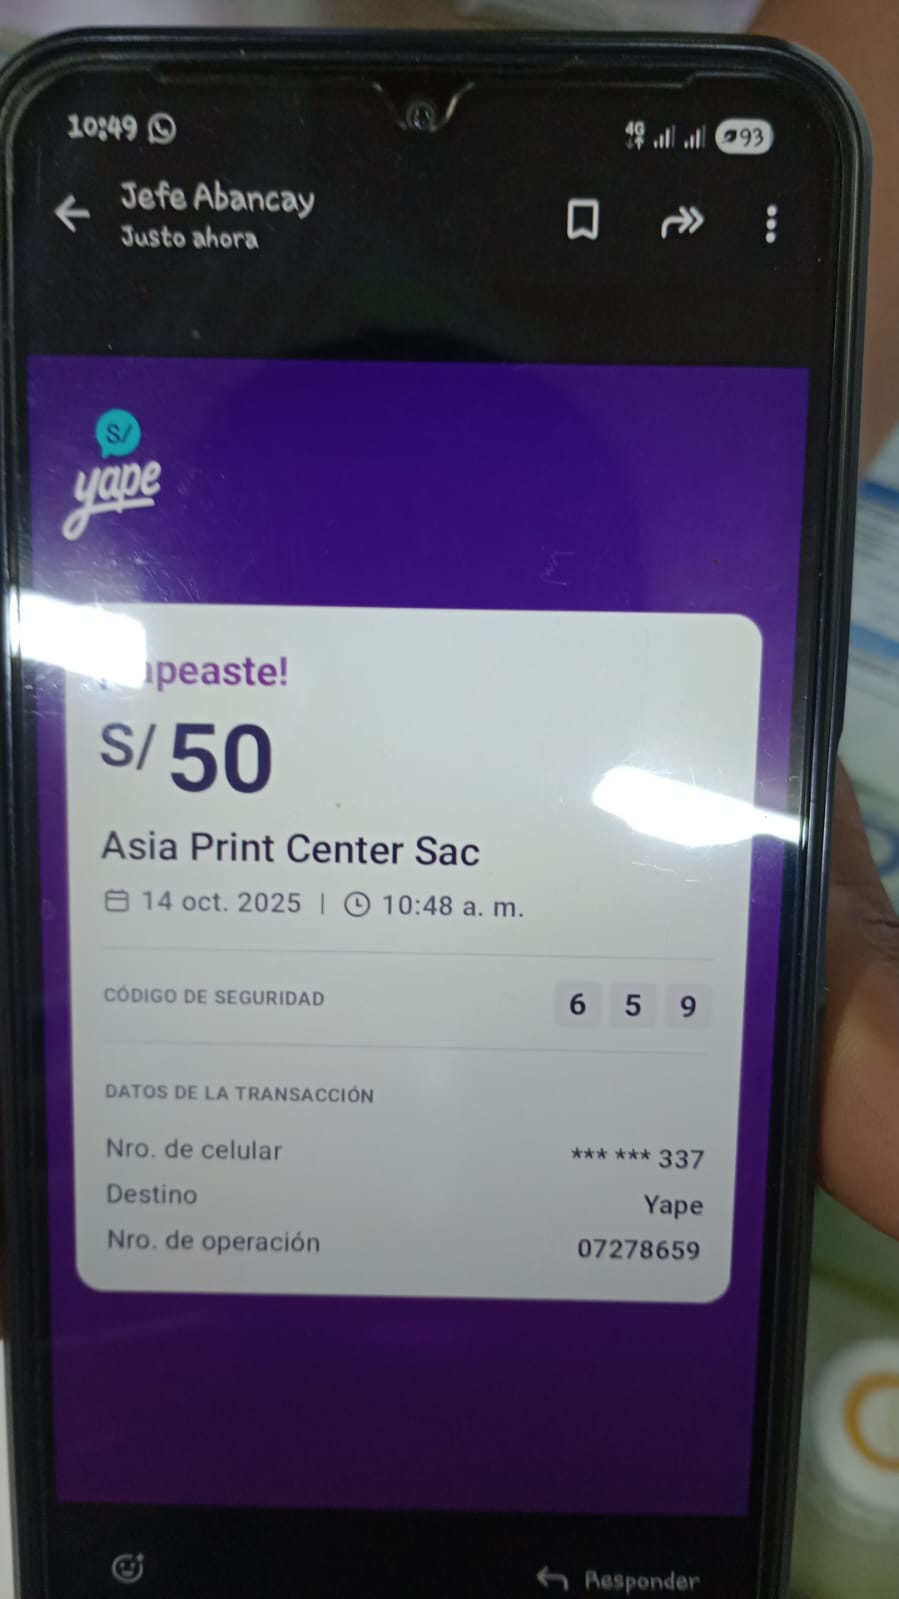 10:49
4G
93
Jefe Abancay
Justo ahora
S/
yape
apeaste!
S/ 50
Asia Print Center Sac
14 oct. 2025 | 10:48 a. m.
CÓDIGO DE SEGURIDAD 6 5 9
DATOS DE LA TRANSACCIÓN
Nro. de celular *** *** 337
Destino Yape
Nro. de operación 07278659
Responder